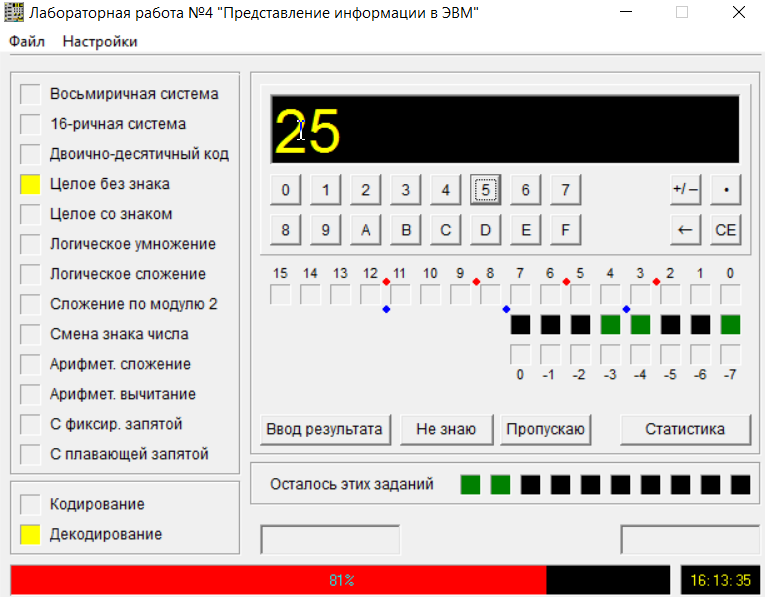 Лабораторная работа №4 "Представление информации в ЭВМ"
Файл Настройки
Восьмиричная система
16-ричная система
Двоично-десятичный код
Целое без знака
Целое со знаком
Логическое умножение
Логическое сложение
Сложение по модулю 2
Смена знака числа
Арифмет. сложение
Арифмет. вычитание
С фиксир. запятой
С плавающей запятой
Кодирование
Декодирование
25
0 1 2 3 4 5 6 7 +/− •
8 9 A B C D E F ← CE
15 14 13 12 11 10 9 8 7 6 5 4 3 2 1 0
0 -1 -2 -3 -4 -5 -6 -7
Ввод результата Не знаю Пропускаю Статистика
Осталось этих заданий
81% 16:13:35